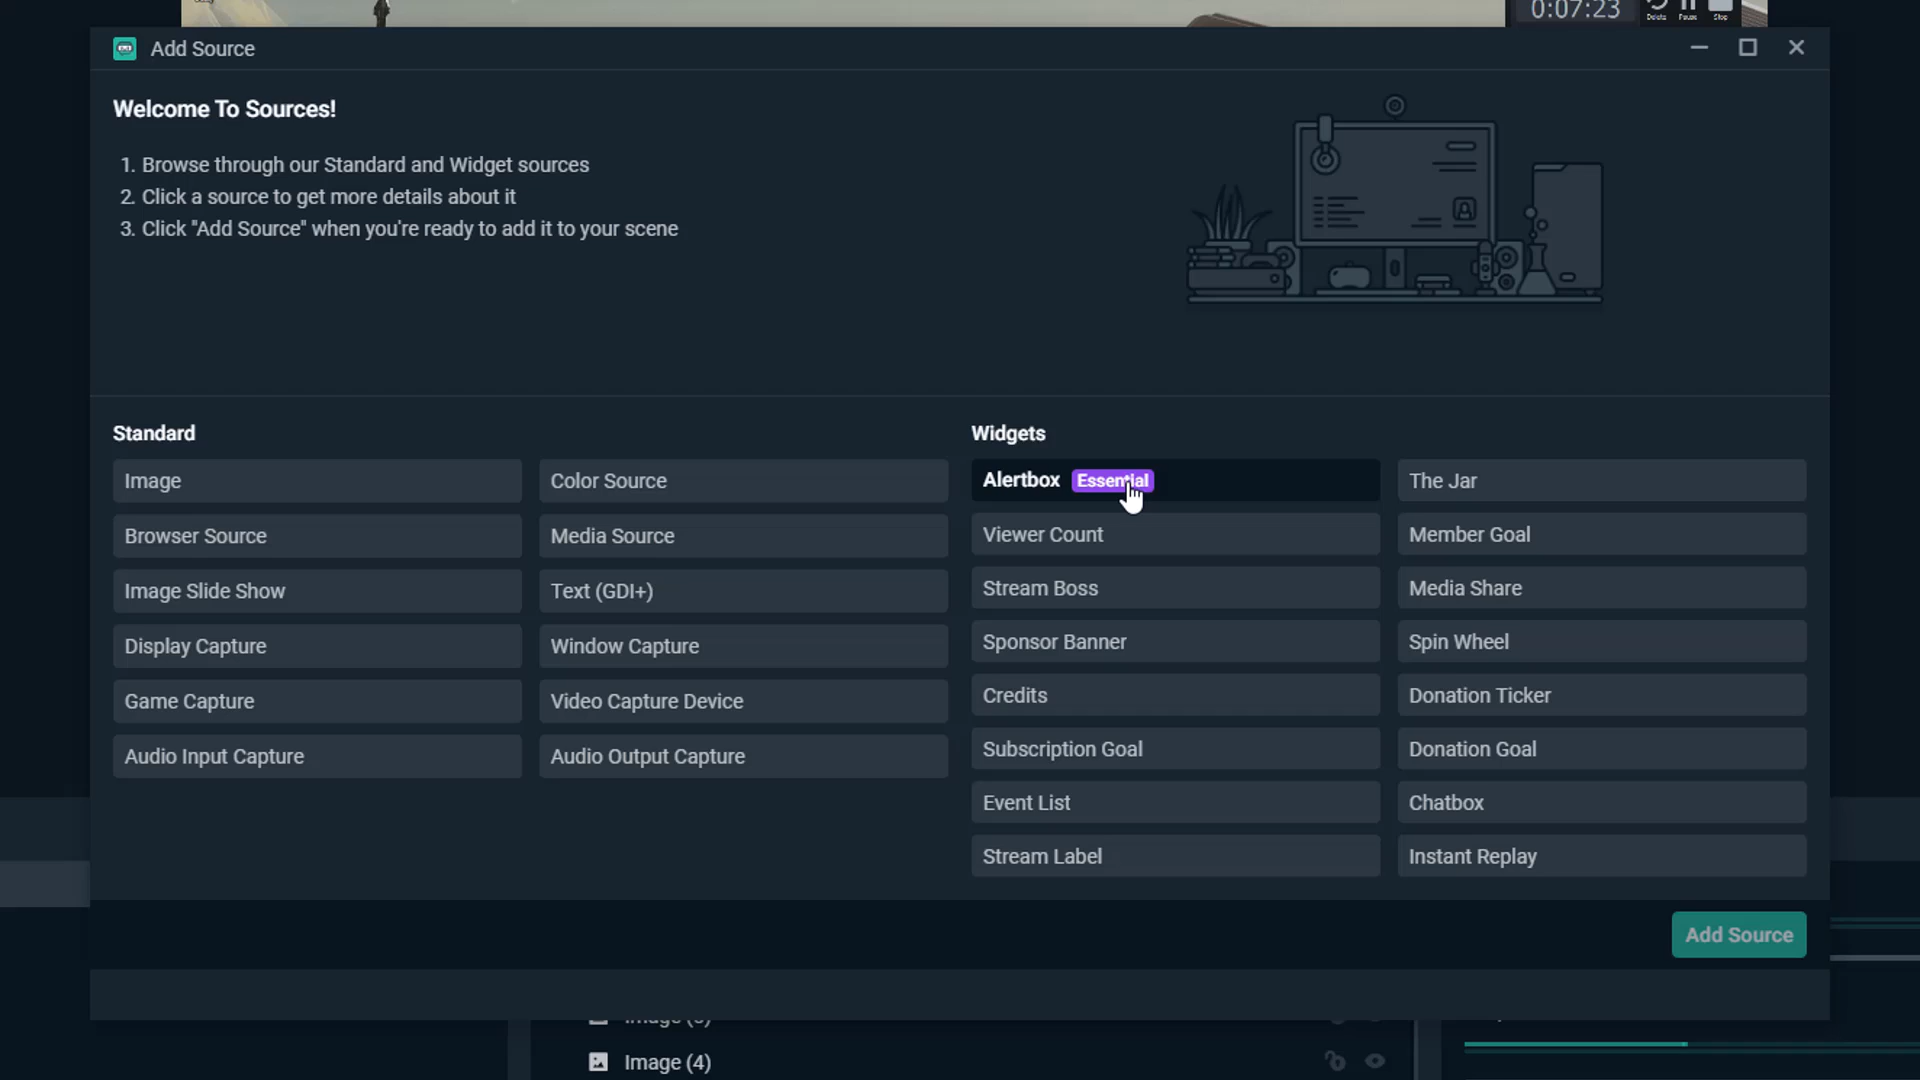 0:07:23
Delete
Pause
Stop
Add Source
Welcome To Sources!
1. Browse through our Standard and Widget sources
2. Click a source to get more details about it
3. Click "Add Source" when you're ready to add it to your scene
Standard
Image
Color Source
Browser Source
Media Source
Image Slide Show
Text (GDI+)
Display Capture
Window Capture
Game Capture
Video Capture Device
Audio Input Capture
Audio Output Capture
Widgets
Alertbox Essential
The Jar
Viewer Count
Member Goal
Stream Boss
Media Share
Sponsor Banner
Spin Wheel
Credits
Donation Ticker
Subscription Goal
Donation Goal
Event List
Chatbox
Stream Label
Instant Replay
Add Source
Image (4)